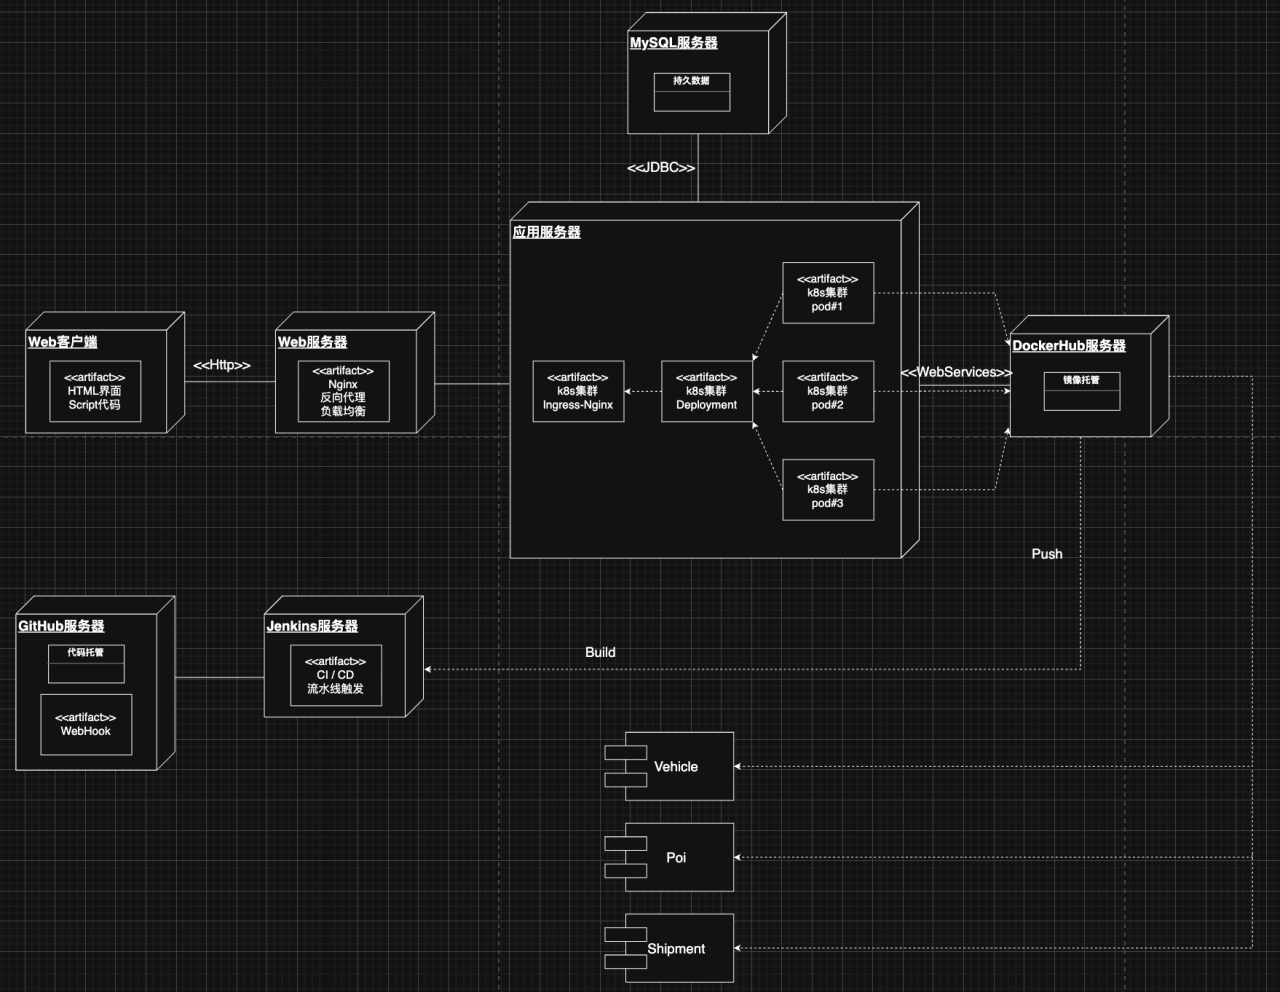 MySQL服务器
持久数据
<<JDBC>>
应用服务器
<<artifact>>
k8s集群
pod#1
<<artifact>>
k8s集群
Ingress-Nginx
<<artifact>>
k8s集群
Deployment
<<artifact>>
k8s集群
pod#2
<<artifact>>
k8s集群
pod#3
Web客户端
<<artifact>>
HTML界面
Script代码
<<Http>>
Web服务器
<<artifact>>
Nginx
反向代理
负载均衡
<<WebServices>>
DockerHub服务器
镜像托管
Push
GitHub服务器
代码托管
<<artifact>>
WebHook
Jenkins服务器
<<artifact>>
CI / CD
流水线触发
Build
Vehicle
Poi
Shipment